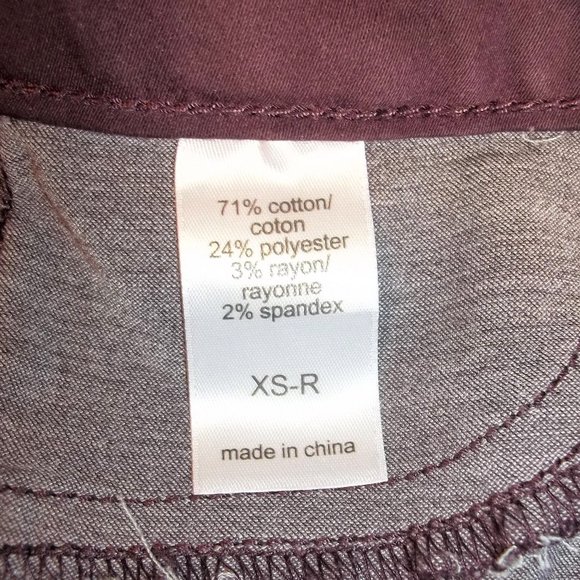 71% cotton/
coton
24% polyester
3% rayon/
rayonne
2% spandex
XS-R
made in china